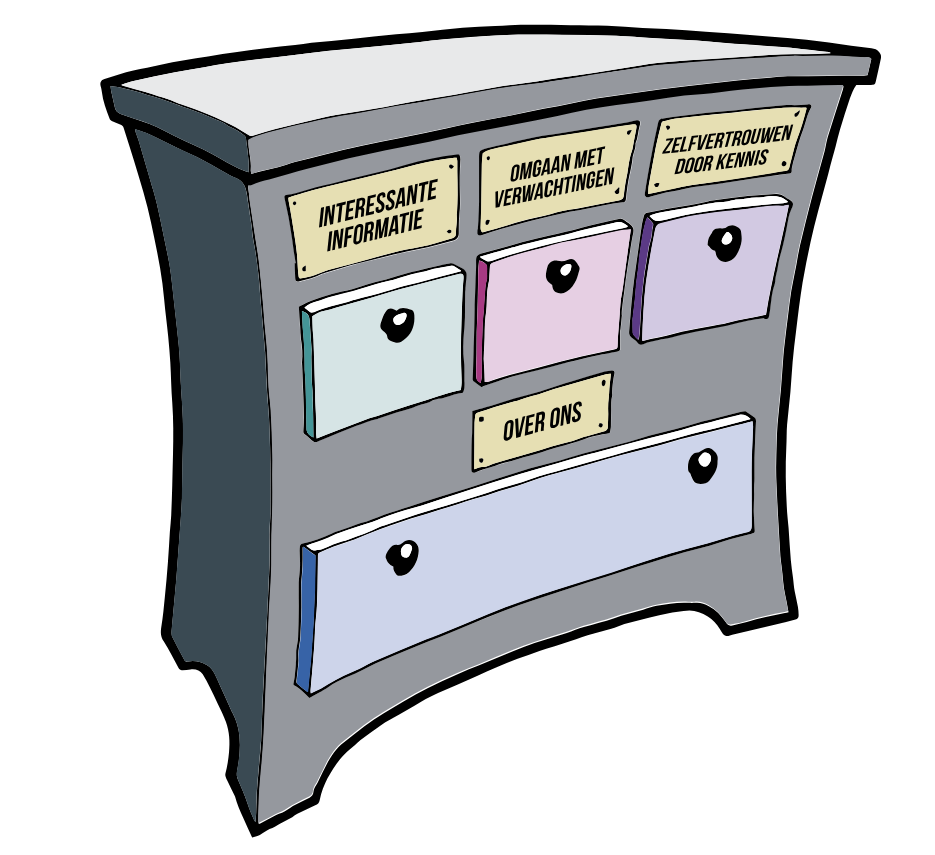 INTERESSANTE
INFORMATIE
OMGAAN MET
VERWACHTINGEN
ZELFVERTROUWEN
DOOR KENNIS
OVER ONS